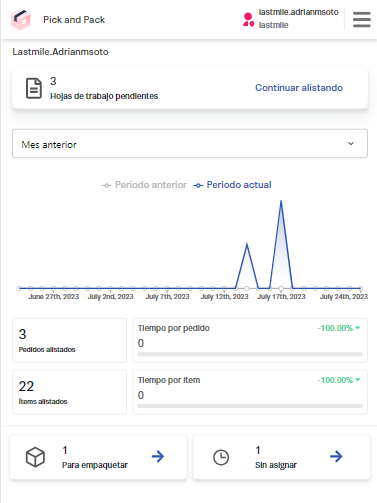 Pick and Pack
lastmile.adrianmsoto
lastmile
Lastmile.Adrianmsoto
3
Hojas de trabajo pendientes
Continuar alistando
Mes anterior
Periodo anterior
Periodo actual
June 27th, 2023
July 2nd, 2023
July 7th, 2023
July 12th, 2023
July 17th, 2023
July 24th, 2023
3
Pedidos alistados
Tiempo por pedido
-100.00%
0
22
Ítems alistados
Tiempo por ítem
-100.00%
0
1
Para empaquetar
1
Sin asignar